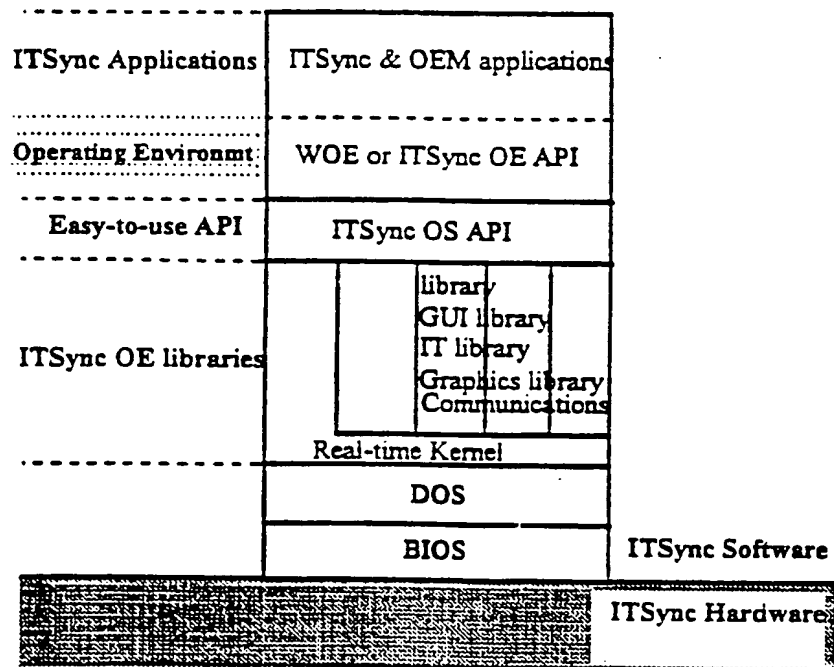 ITSync Applications
ITSync & OEM applications
Operating Environmt
WOE or ITSync OE API
Easy-to-use API
ITSync OS API
ITSync OE libraries
library
GUI library
IT library
Graphics library
Communications
Real-time Kernel
DOS
BIOS
ITSync Software
ITSync Hardware